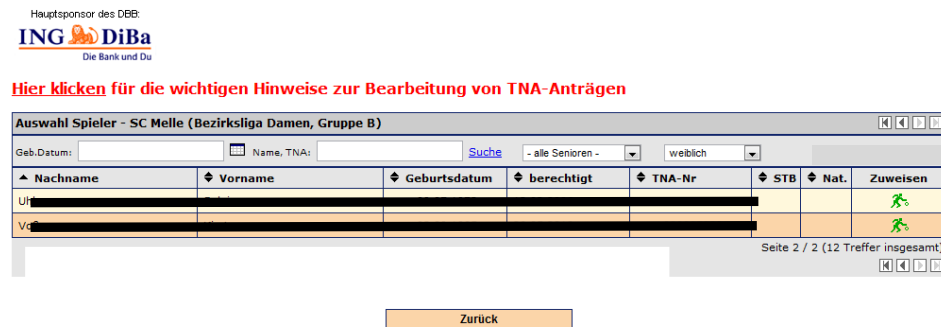 Hauptsponsor des DBB:
ING DiBa
Die Bank und Du
Hier klicken für die wichtigen Hinweise zur Bearbeitung von TNA-Anträgen
Auswahl Spieler - SC Melle (Bezirksliga Damen, Gruppe B)
Geb.Datum: Name, TNA: Suche - alle Senioren - weiblich
Nachname Vorname Geburtsdatum berechtigt TNA-Nr STB Nat. Zuweisen
Seite 2 / 2 (12 Treffer insgesamt)
Zurück